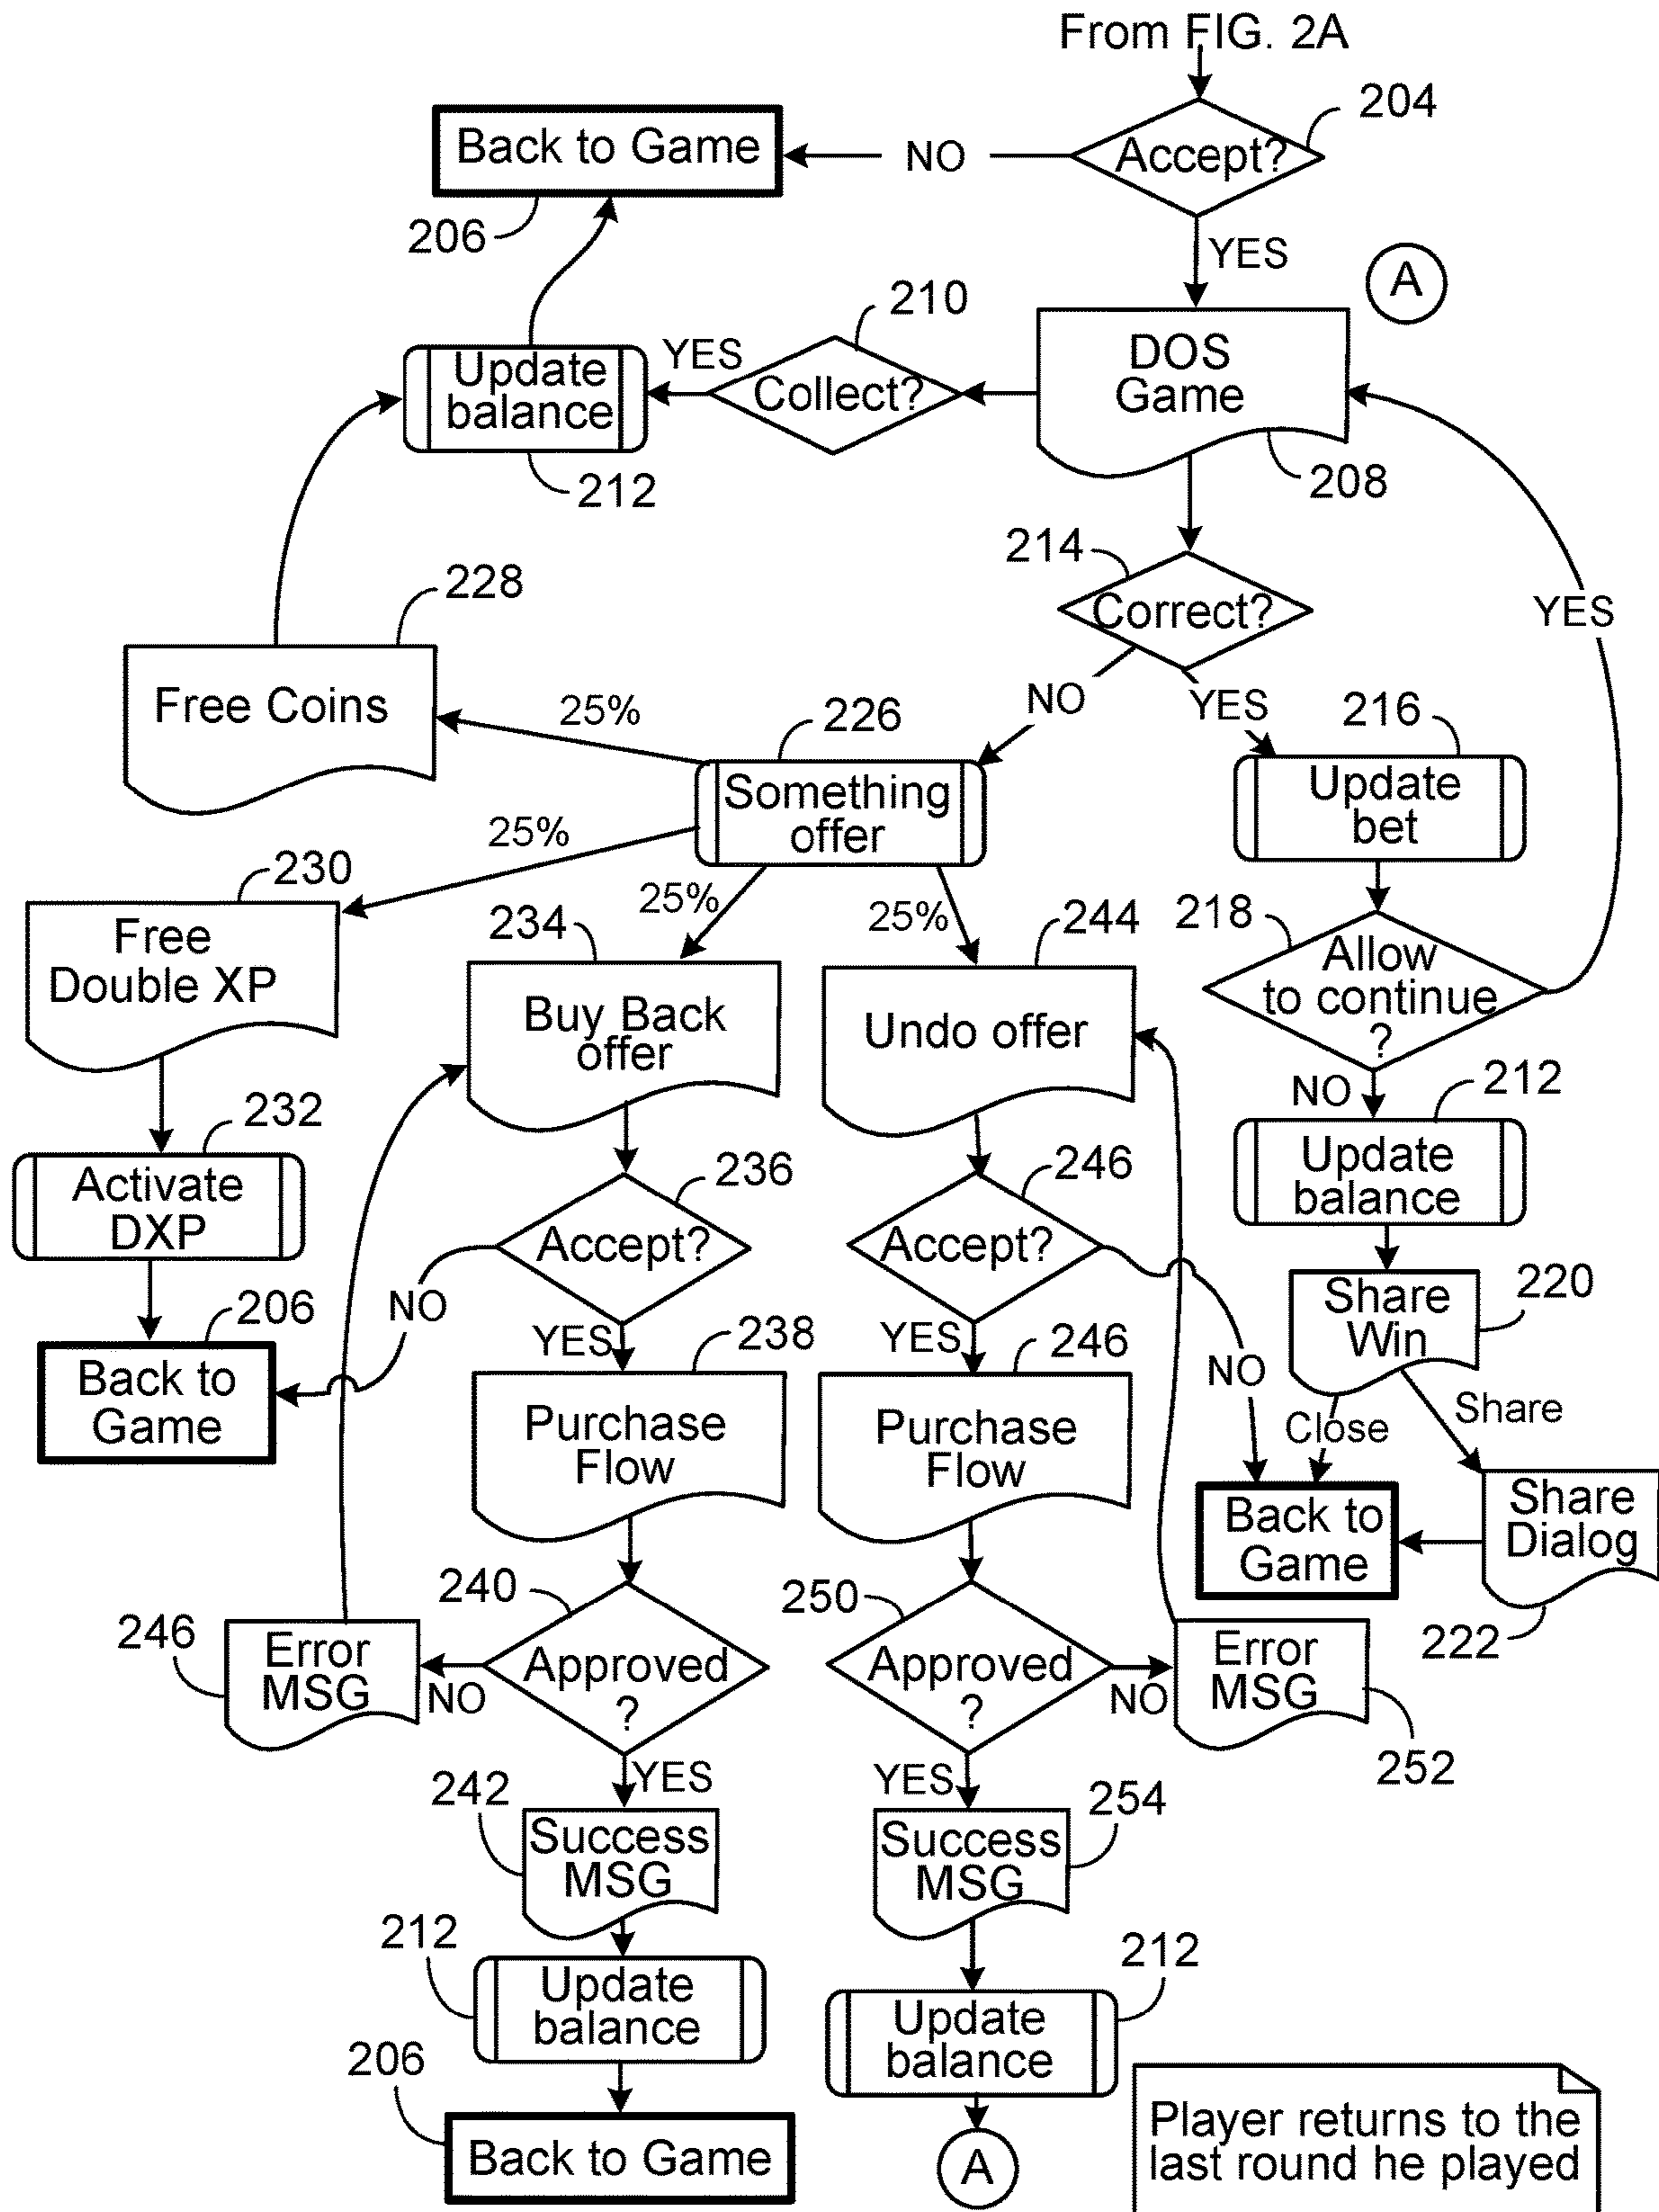 From FIG. 2A
204
Back to Game
NO
Accept?
206
YES
A
210
DOS
Game
YES
Update
balance
Collect?
212
208
214
228
Correct?
YES
Free Coins
25%
NO
YES
226
216
Something
offer
Update
bet
25%
230
25%
25%
234
244
218
Free
Double XP
Allow
to continue
?
Buy Back
offer
Undo offer
NO
212
232
Update
balance
Activate
DXP
236
246
Accept?
Accept?
206
NO
220
Share
Win
YES
238
YES
246
NO
Back to
Game
Purchase
Flow
Purchase
Flow
Close
Share
Back to
Game
Share
Dialog
240
250
222
246
Error
MSG
NO
Approved
?
Approved
?
NO
Error
MSG
252
YES
YES
242
254
Success
MSG
Success
MSG
212
212
Update
balance
Update
balance
206
Back to Game
A
Player returns to the
last round he played